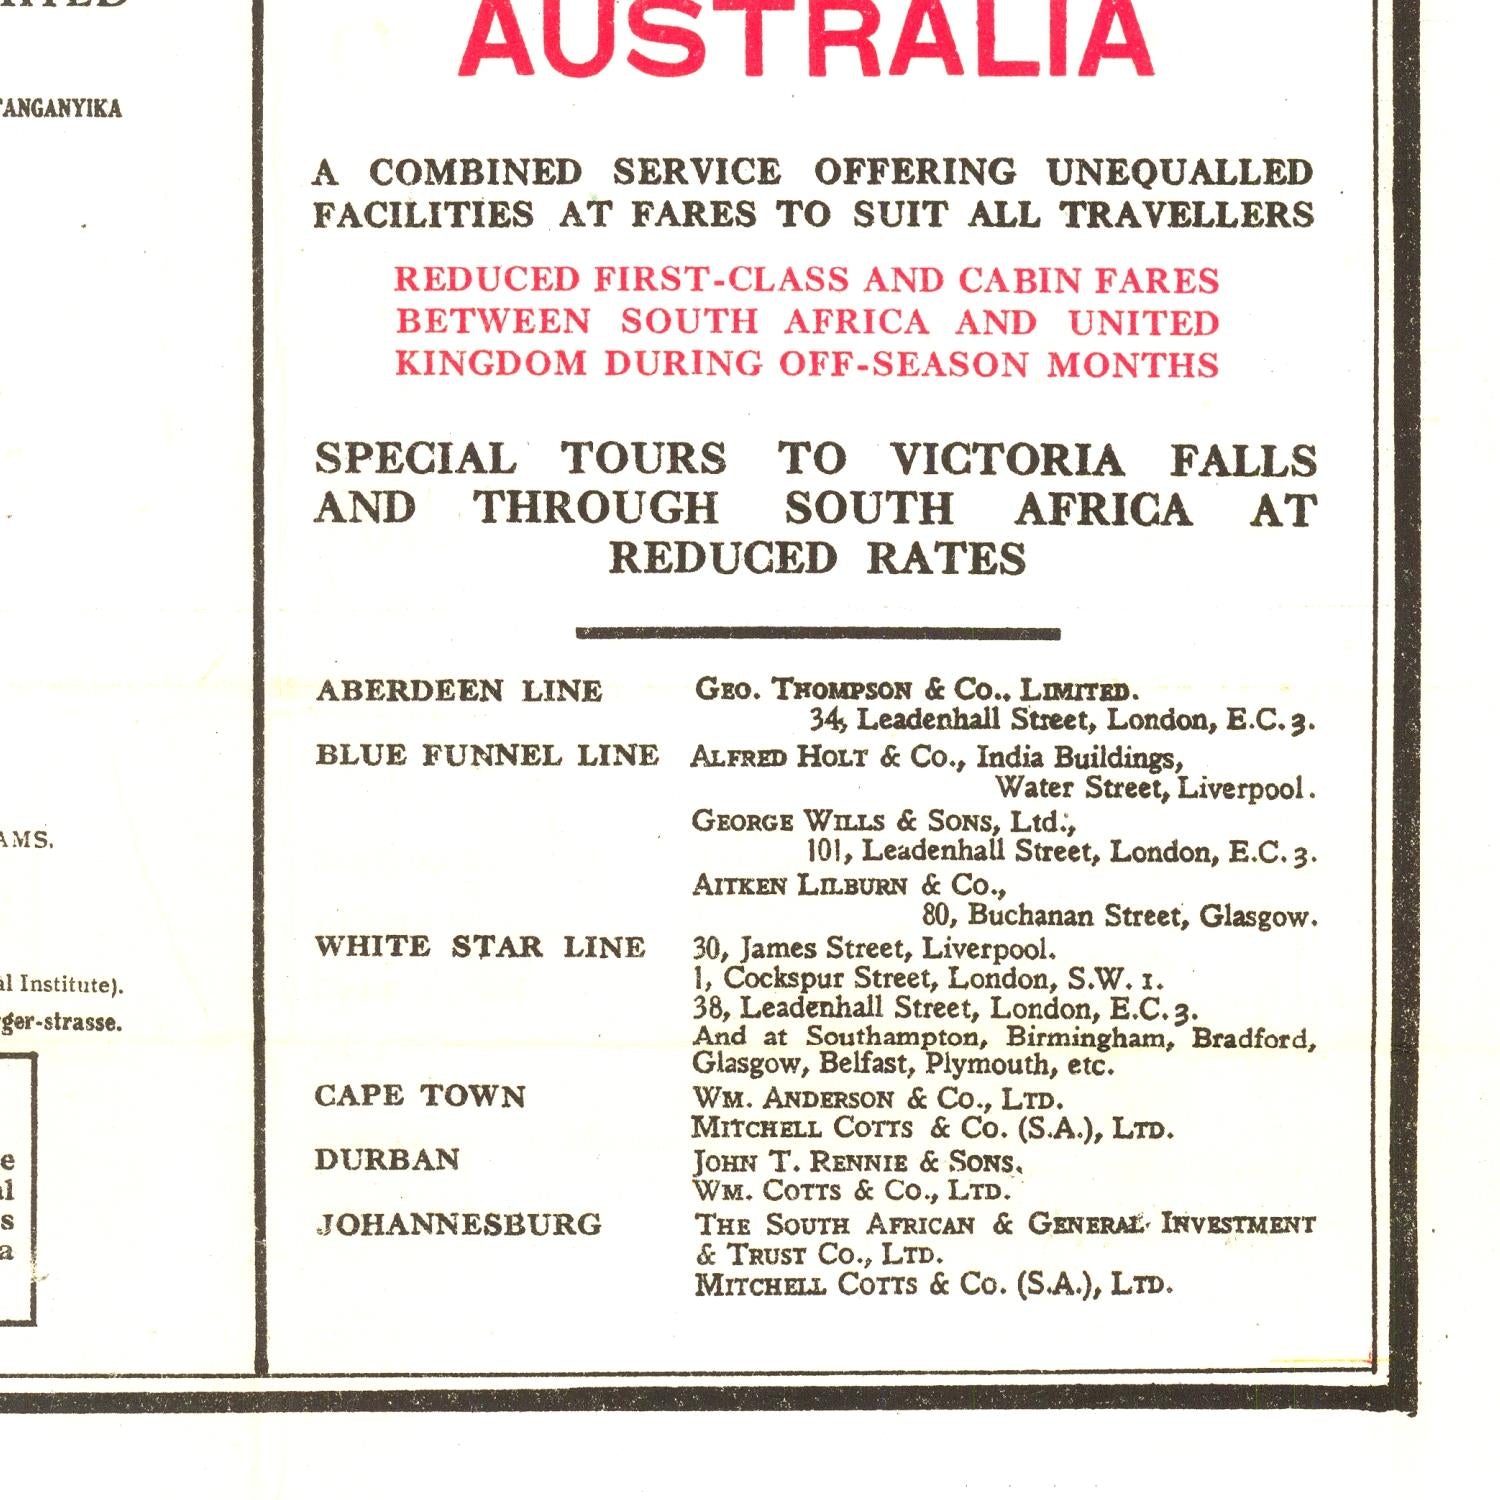 TANGANYIKA
AMS.
al Institute).
ger-strasse.
e
al
s
a
AUSTRALIA
A COMBINED SERVICE OFFERING UNEQUALLED
FACILITIES AT FARES TO SUIT ALL TRAVELLERS
REDUCED FIRST-CLASS AND CABIN FARES
BETWEEN SOUTH AFRICA AND UNITED
KINGDOM DURING OFF-SEASON MONTHS
SPECIAL TOURS TO VICTORIA FALLS
AND THROUGH SOUTH AFRICA AT
REDUCED RATES
ABERDEEN LINE GEO. THOMPSON & CO., LIMITED.
34, Leadenhall Street, London, E.C.3.
BLUE FUNNEL LINE ALFRED HOLT & CO., India Buildings,
Water Street, Liverpool.
GEORGE WILLS & SONS, Ltd.,
101, Leadenhall Street, London, E.C.3.
AITKEN LILBURN & CO.,
80, Buchanan Street, Glasgow.
WHITE STAR LINE 30, James Street, Liverpool.
1, Cockspur Street, London, S.W. 1.
38, Leadenhall Street, London, E.C.3.
And at Southampton, Birmingham, Bradford,
Glasgow, Belfast, Plymouth, etc.
CAPE TOWN WM. ANDERSON & CO., LTD.
MITCHELL COTTS & CO. (S.A.), LTD.
DURBAN JOHN T. RENNIE & SONS.
WM. COTTS & CO., LTD.
JOHANNESBURG THE SOUTH AFRICAN & GENERAL INVESTMENT
& TRUST CO., LTD.
MITCHELL COTTS & CO. (S.A.), LTD.